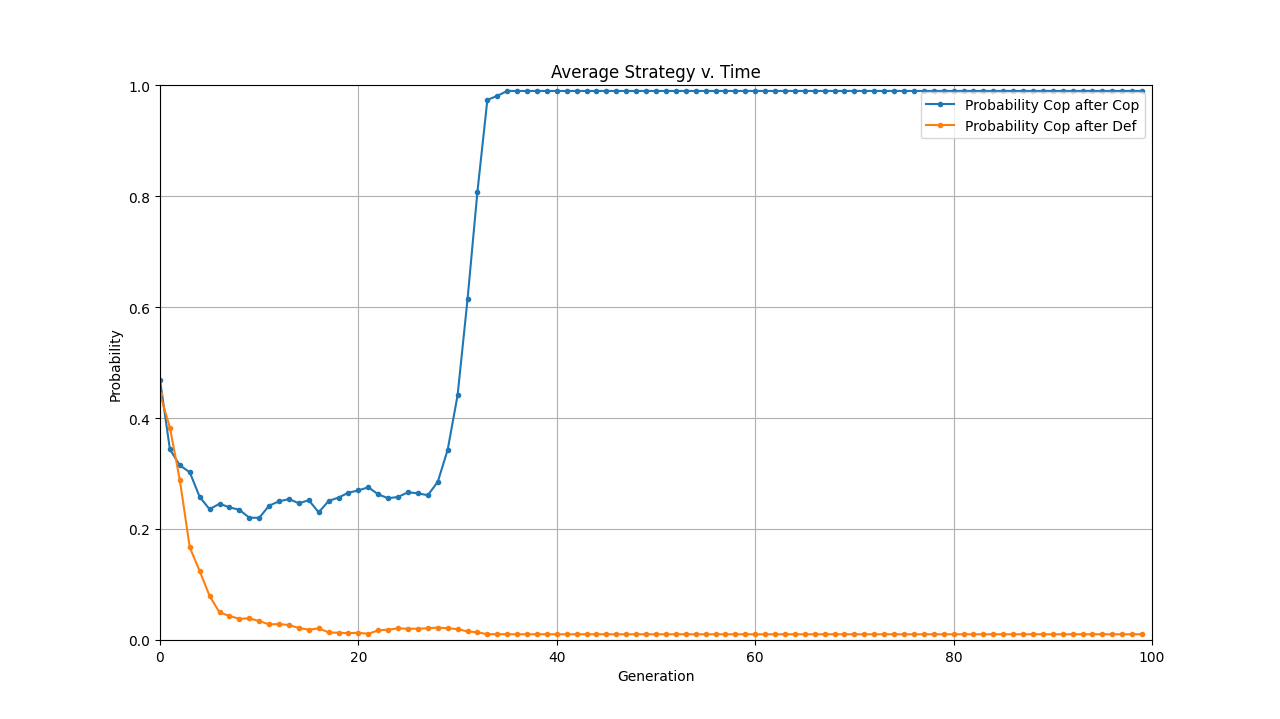 Average Strategy v. Time
1.0
0.8
0.6
0.4
0.2
0.0
Probability
Probability Cop after Cop
Probability Cop after Def
0 20 40 60 80 100
Generation